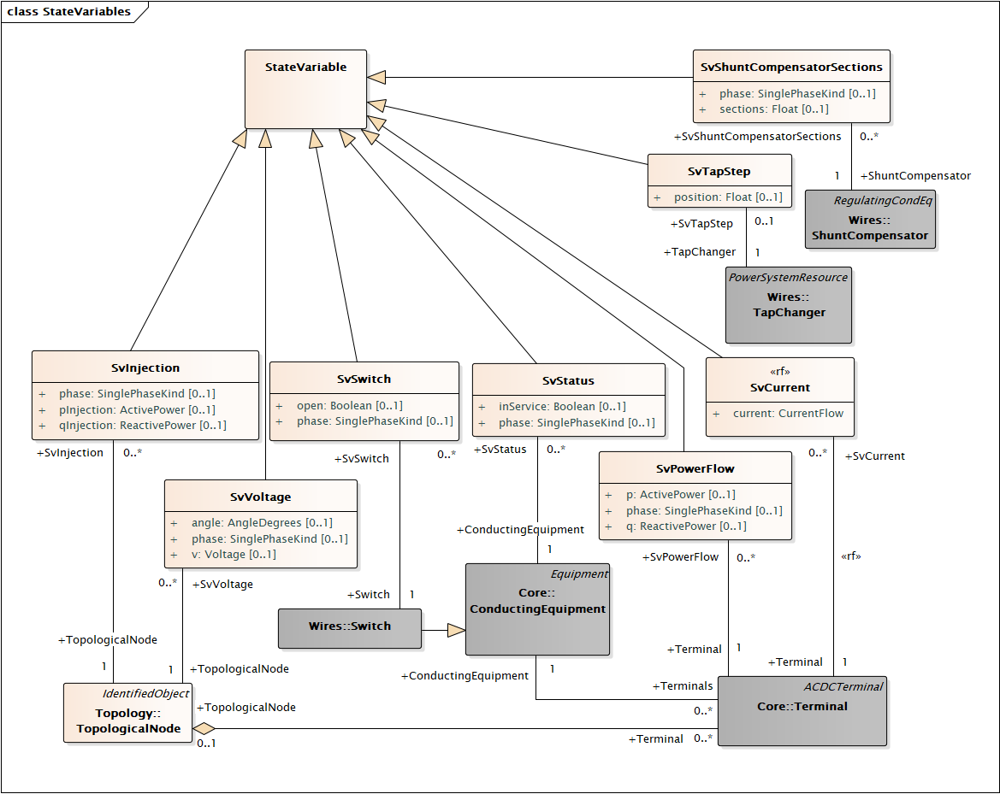 class StateVariables
StateVariable
SvShuntCompensatorSections
+ phase: SinglePhaseKind [0..1]
+ sections: Float [0..1]
+SvShuntCompensatorSections 0..*
1 +ShuntCompensator
RegulatingCondEq
Wires::
ShuntCompensator
SvTapStep
+ position: Float [0..1]
+SvTapStep 0..1
+TapChanger 1
PowerSystemResource
Wires::
TapChanger
SvInjection
+ phase: SinglePhaseKind [0..1]
+ pInjection: ActivePower [0..1]
+ qInjection: ReactivePower [0..1]
+SvInjection 0..*
SvSwitch
+ open: Boolean [0..1]
+ phase: SinglePhaseKind [0..1]
+SvSwitch 0..*
SvStatus
+ inService: Boolean [0..1]
+ phase: SinglePhaseKind [0..1]
+SvStatus 0..*
«rf»
SvCurrent
+ current: CurrentFlow
0..* +SvCurrent
SvVoltage
+ angle: AngleDegrees [0..1]
+ phase: SinglePhaseKind [0..1]
+ v: Voltage [0..1]
0..* +SvVoltage
SvPowerFlow
+ p: ActivePower [0..1]
+ phase: SinglePhaseKind [0..1]
+ q: ReactivePower [0..1]
+SvPowerFlow 0..*
«rf»
+ConductingEquipment
1
Equipment
Core::
ConductingEquipment
+Switch 1
Wires::Switch
+ConductingEquipment 1
+TopologicalNode
1
1 +TopologicalNode
+Terminal 1
+Terminal 1
IdentifiedObject
Topology::
TopologicalNode
+TopologicalNode
0..1
+Terminals
0..*
+Terminal 0..*
ACDCTerminal
Core::Terminal